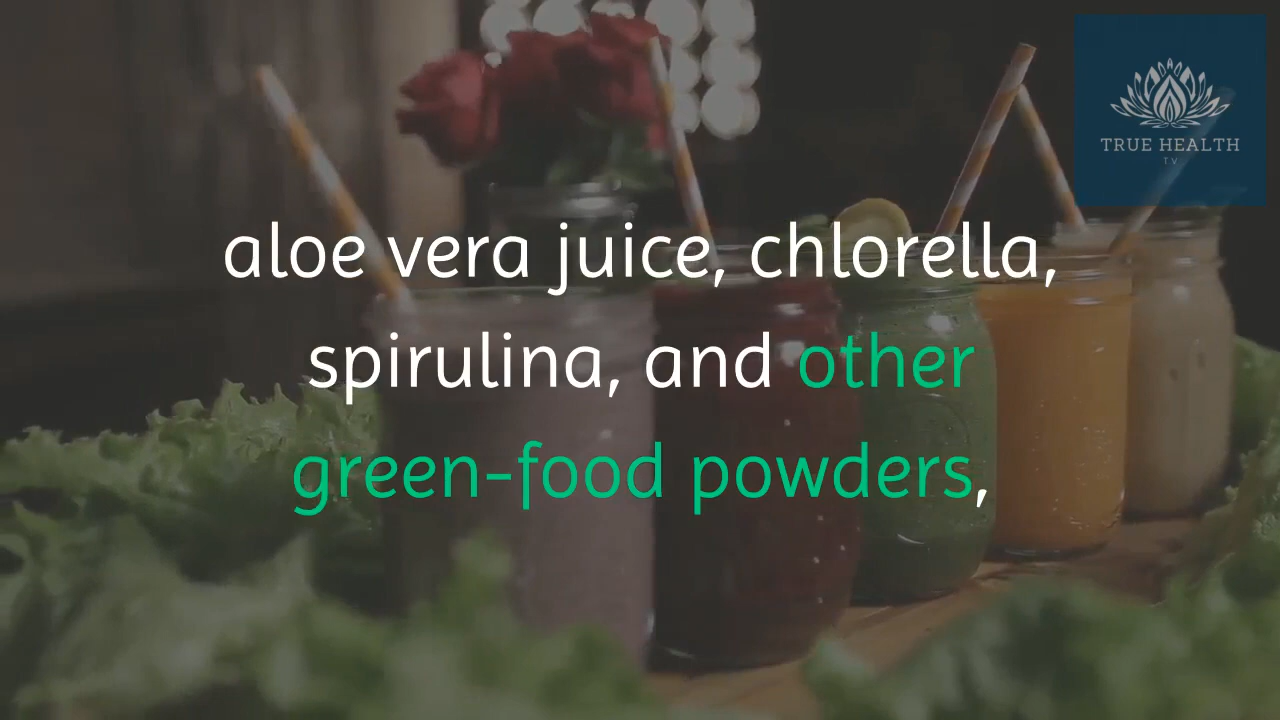 TRUE HEALTH
TV
aloe vera juice, chlorella,
spirulina, and other
green-food powders,